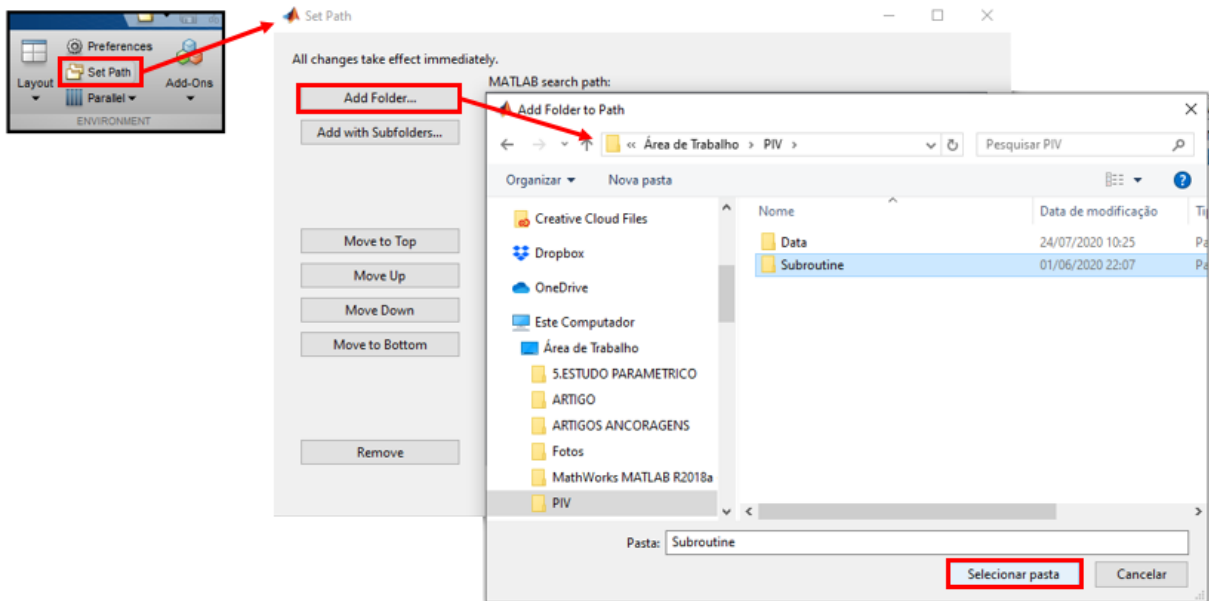 Preferences
Set Path
Layout
Add-Ons
Parallel
ENVIRONMENT
Set Path
All changes take effect immediately.
MATLAB search path:
Add Folder...
Add with Subfolders...
Move to Top
Move Up
Move Down
Move to Bottom
Remove
Add Folder to Path
« Área de Trabalho > PIV >
Pesquisar PIV
Organizar
Nova pasta
?
Creative Cloud Files
Dropbox
OneDrive
Este Computador
Área de Trabalho
5.ESTUDO PARAMETRICO
ARTIGO
ARTIGOS ANCORAGENS
Fotos
MathWorks MATLAB R2018a
PIV
Nome Data de modificação
Data 24/07/2020 10:25 Pa
Subroutine 01/06/2020 22:07 Pa
Pasta: Subroutine
Selecionar pasta
Cancelar